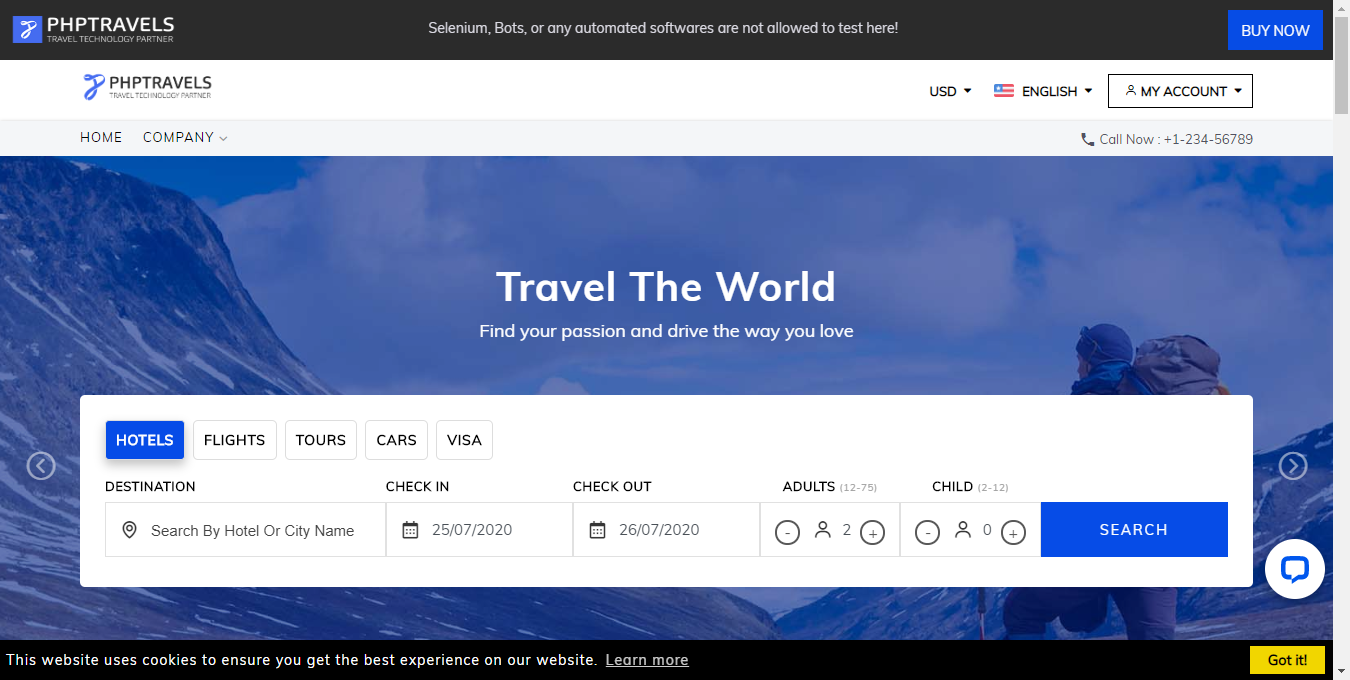 PHPTRAVELS
TRAVEL TECHNOLOGY PARTNER
Selenium, Bots, or any automated softwares are not allowed to test here!
BUY NOW
PHPTRAVELS
TRAVEL TECHNOLOGY PARTNER
USD
ENGLISH
MY ACCOUNT
HOME
COMPANY
Call Now : +1-234-56789
Travel The World
Find your passion and drive the way you love
HOTELS
FLIGHTS
TOURS
CARS
VISA
DESTINATION
CHECK IN
CHECK OUT
ADULTS (12-75)
CHILD (2-12)
Search By Hotel Or City Name
25/07/2020
26/07/2020
- 2 +
- 0 +
SEARCH
This website uses cookies to ensure you get the best experience on our website. Learn more
Got it!